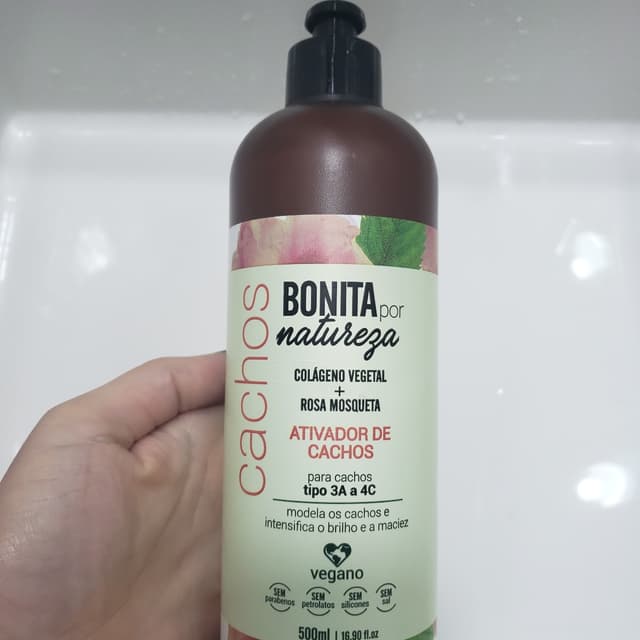 cachos
BONITA por
natureza
COLÁGENO VEGETAL
+
ROSA MOSQUETA
ATIVADOR DE
CACHOS
para cachos
tipo 3A a 4C
modela os cachos e
intensifica o brilho e a maciez
vegano
SEM parabenos
SEM petrolatos
SEM silicones
SEM sal
500ml | 16.90 fl.oz